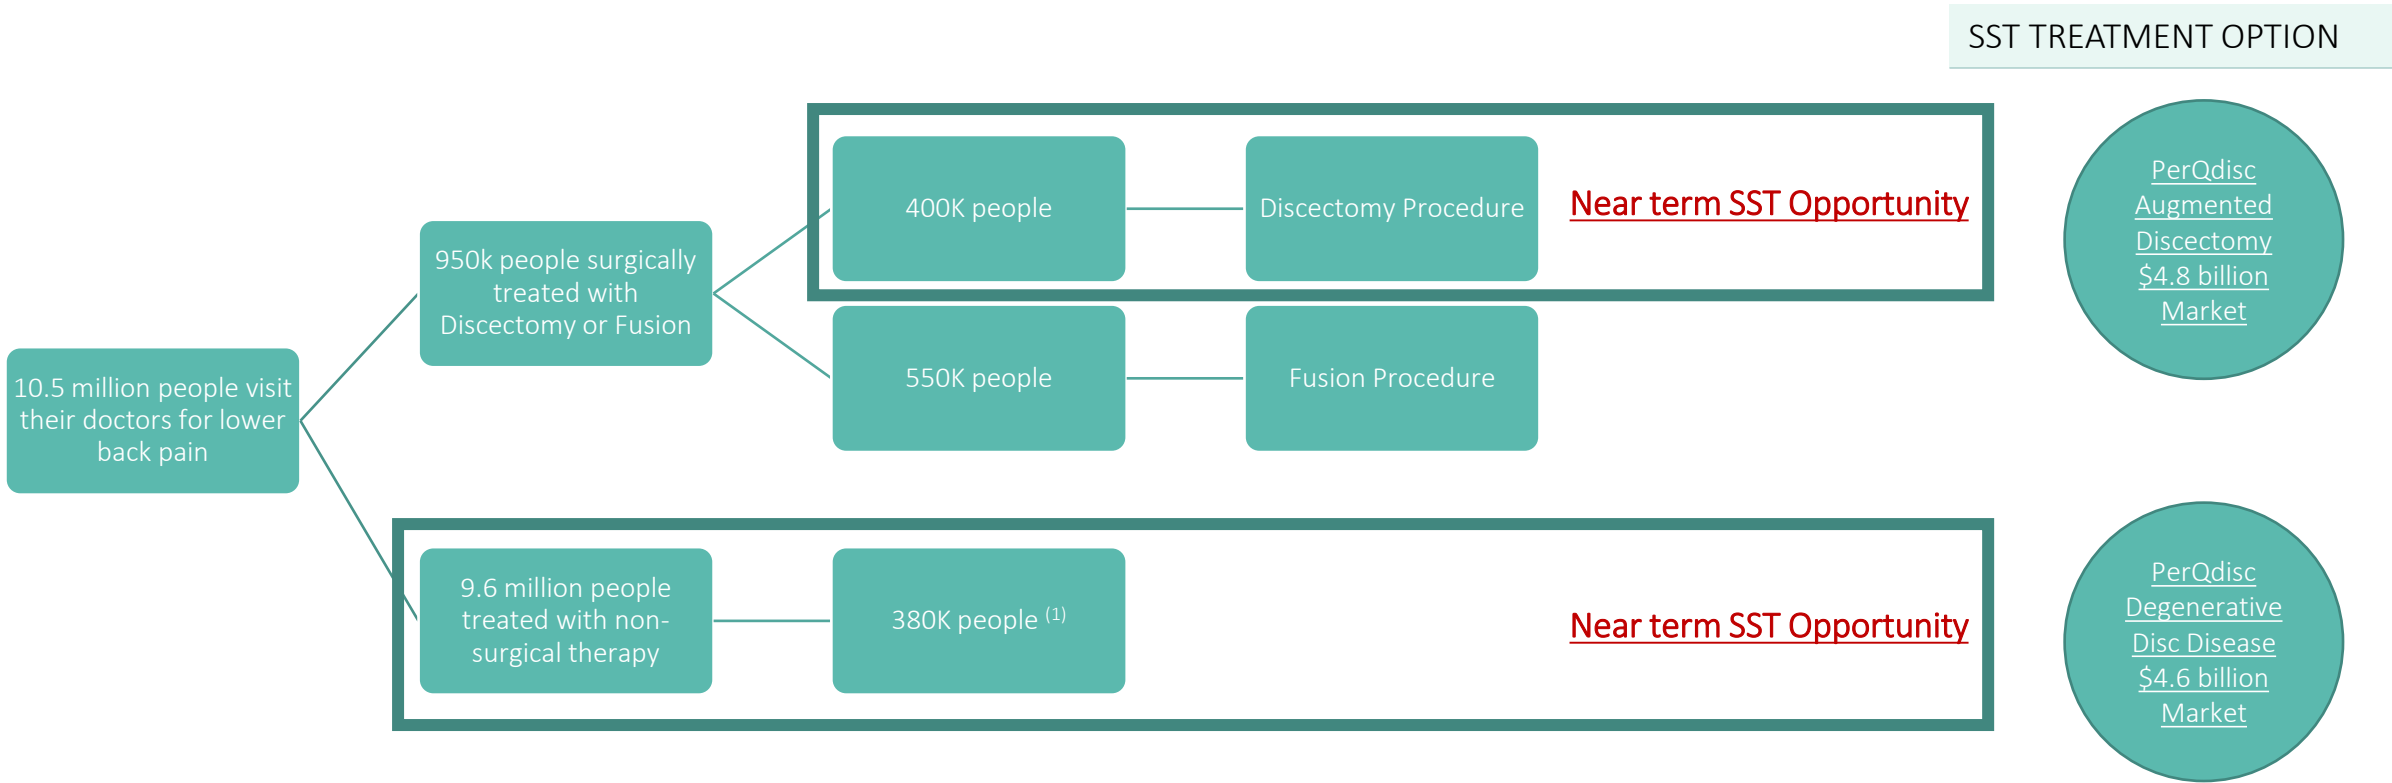 SST TREATMENT OPTION
10.5 million people visit
their doctors for lower
back pain
950k people surgically
treated with
Discectomy or Fusion
400K people
Discectomy Procedure
Near term SST Opportunity
PerQdisc
Augmented
Discectomy
$4.8 billion
Market
550K people
Fusion Procedure
9.6 million people
treated with non-
surgical therapy
380K people (1)
Near term SST Opportunity
PerQdisc
Degenerative
Disc Disease
$4.6 billion
Market